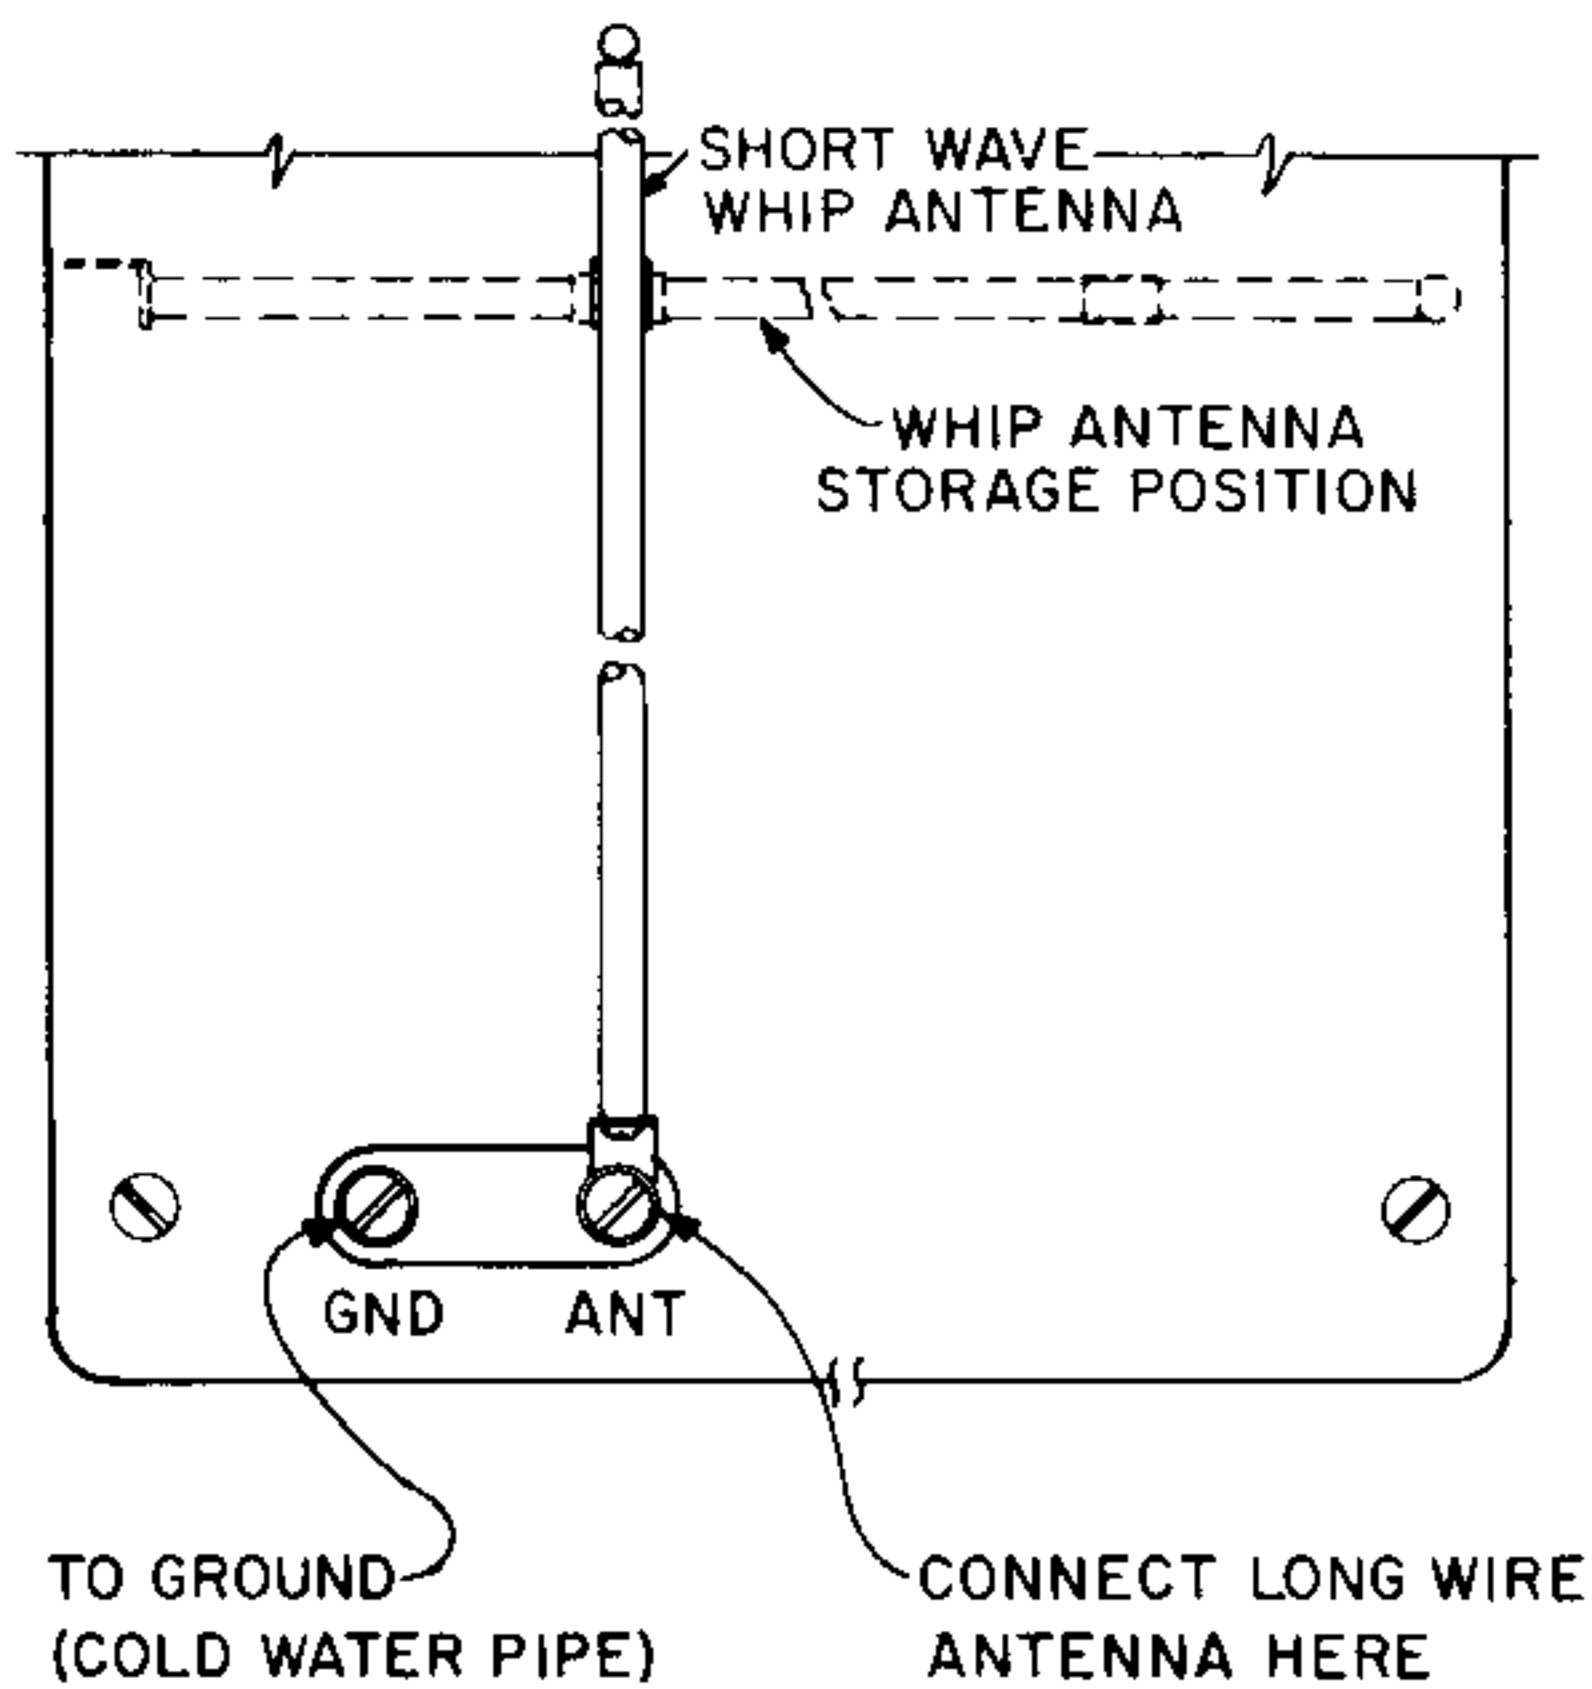 SHORT WAVE
WHIP ANTENNA
WHIP ANTENNA
STORAGE POSITION
GND
ANT
TO GROUND
(COLD WATER PIPE)
CONNECT LONG WIRE
ANTENNA HERE